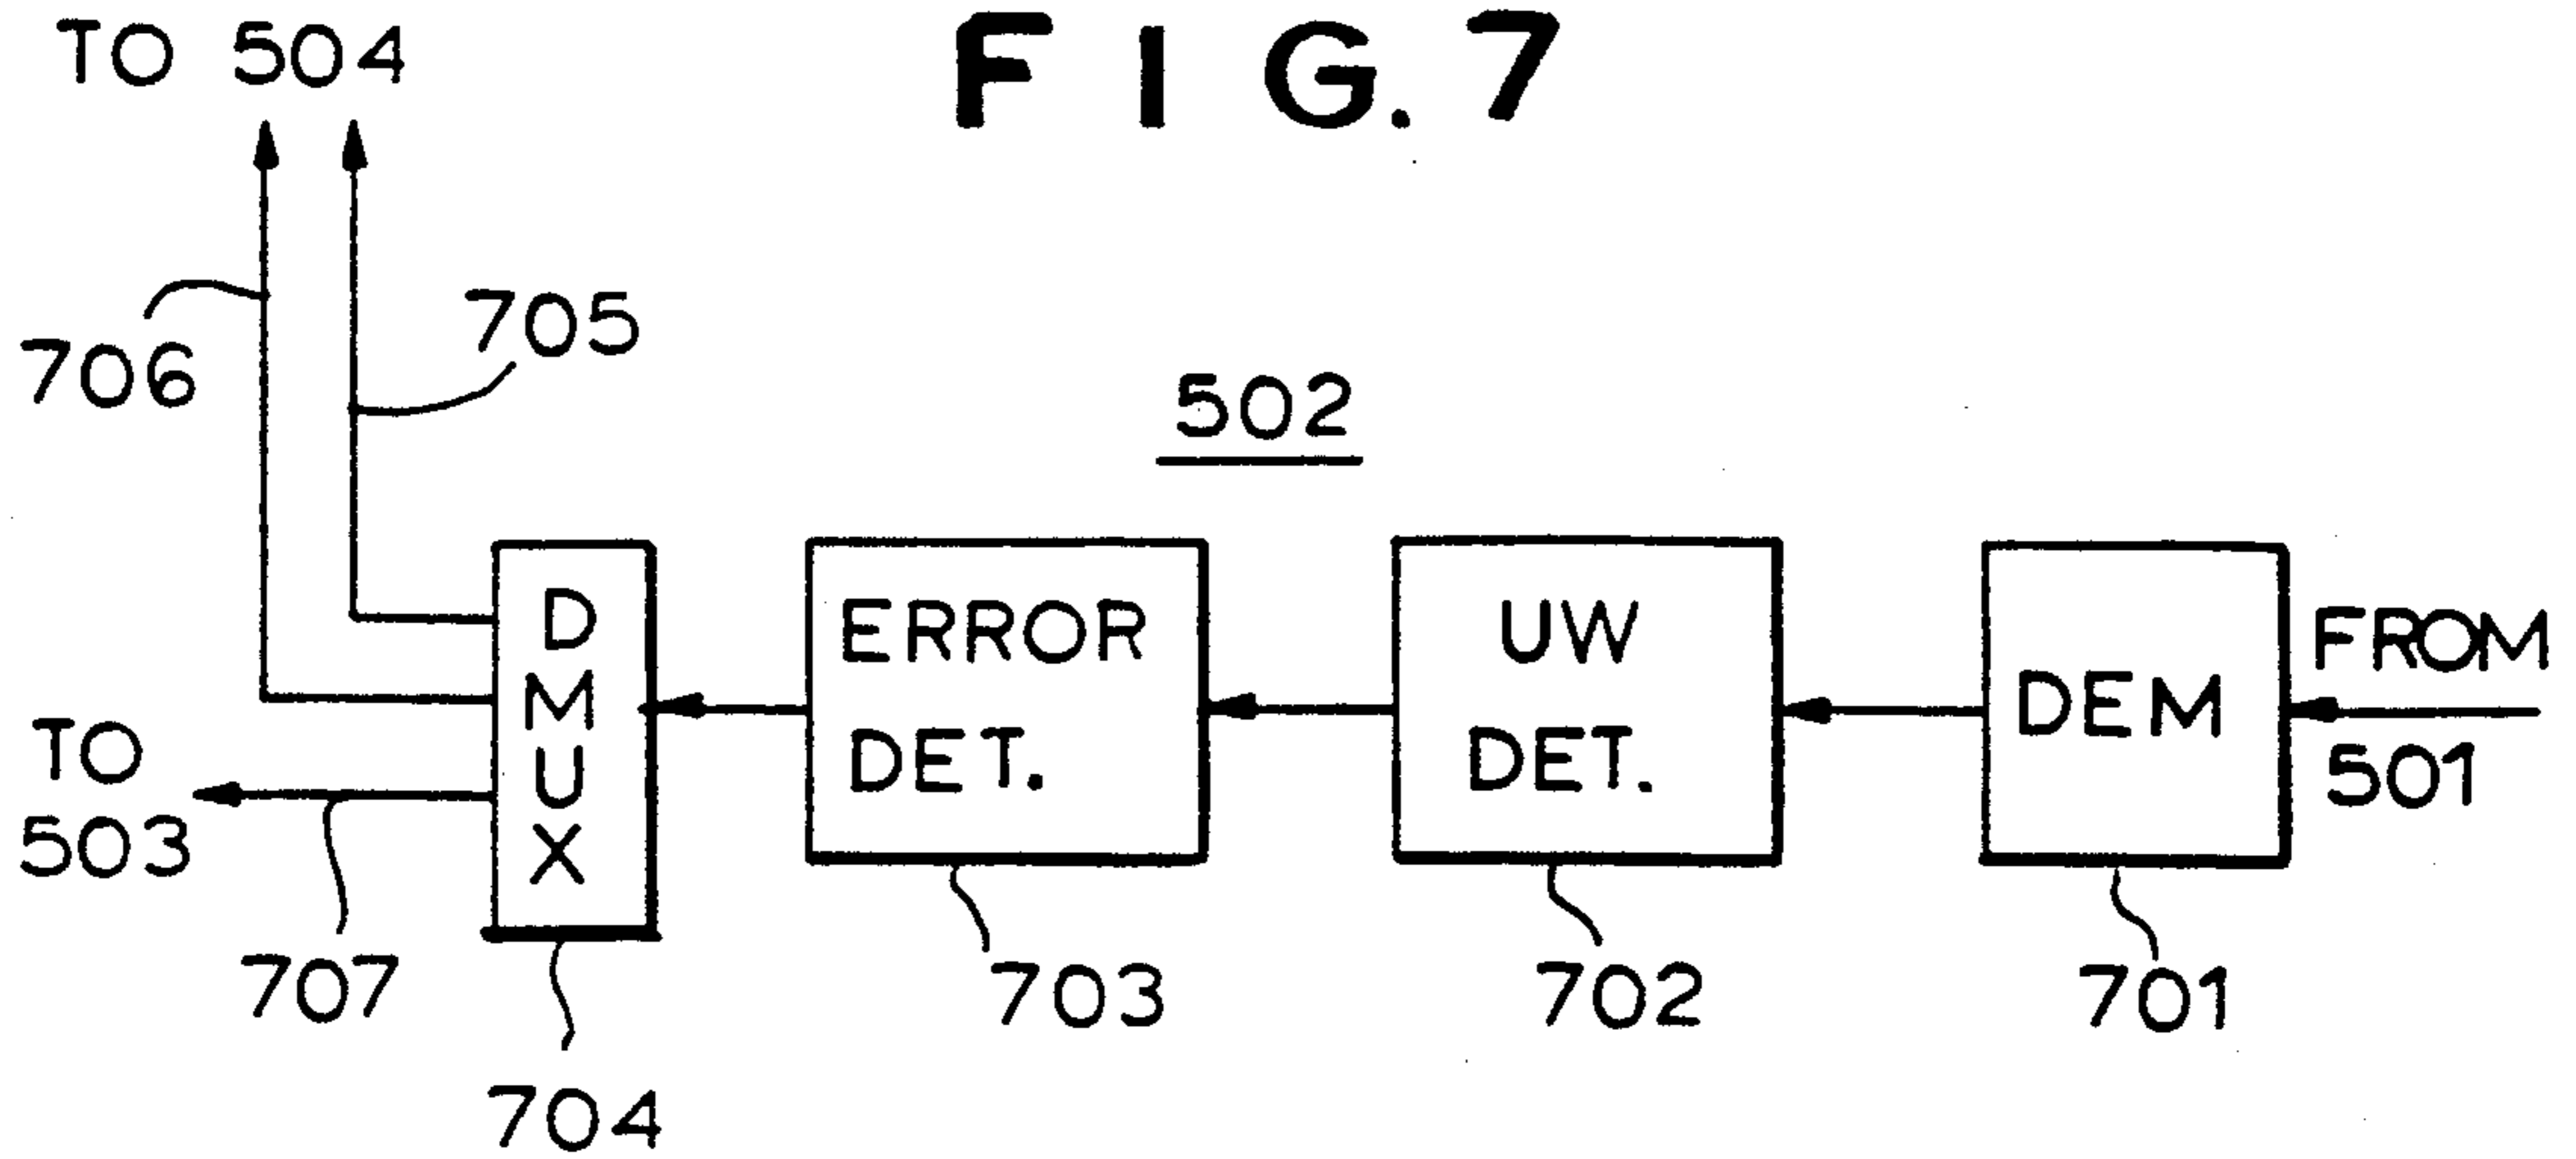 TO 504
FIG. 7
706
705
502
D
M
U
X
ERROR
DET.
UW
DET.
DEM
FROM
501
TO
503
707
704
703
702
701